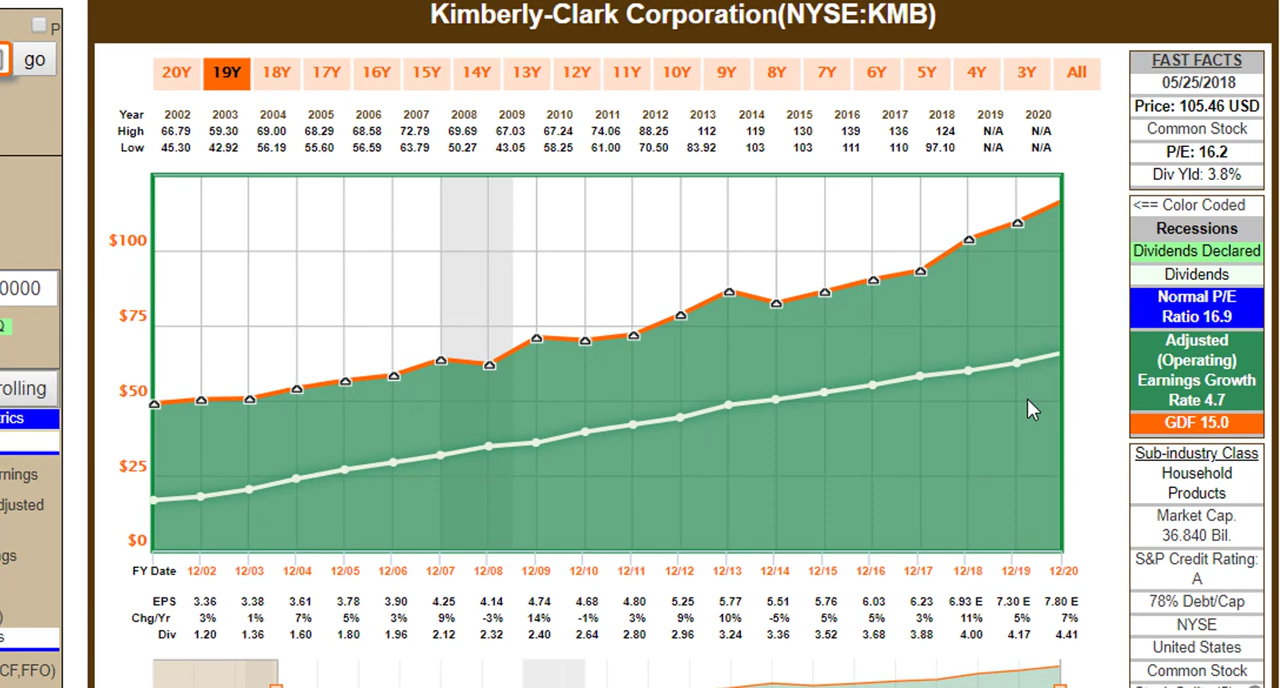 Kimberly-Clark Corporation(NYSE:KMB)
P
go
0000
Q
rolling
rics
rnings
djusted
ngs
)
s
CF,FFO)
20Y 19Y 18Y 17Y 16Y 15Y 14Y 13Y 12Y 11Y 10Y 9Y 8Y 7Y 6Y 5Y 4Y 3Y All
Year 2002 2003 2004 2005 2006 2007 2008 2009 2010 2011 2012 2013 2014 2015 2016 2017 2018 2019 2020
High 66.79 59.30 69.00 68.29 68.58 72.79 69.69 67.03 67.24 74.06 88.25 112 119 130 139 136 124 N/A N/A
Low 45.30 42.92 56.19 55.60 56.59 63.79 50.27 43.05 58.25 61.00 70.50 83.92 103 103 111 110 97.10 N/A N/A
$100
$75
$50
$25
$0
FY Date 12/02 12/03 12/04 12/05 12/06 12/07 12/08 12/09 12/10 12/11 12/12 12/13 12/14 12/15 12/16 12/17 12/18 12/19 12/20
EPS 3.36 3.38 3.61 3.78 3.90 4.25 4.14 4.74 4.68 4.80 5.25 5.77 5.51 5.76 6.03 6.23 6.93 E 7.30 E 7.80 E
Chg/Yr 3% 1% 7% 5% 3% 9% -3% 14% -1% 3% 9% 10% -5% 5% 5% 3% 11% 5% 7%
Div 1.20 1.36 1.60 1.80 1.96 2.12 2.32 2.40 2.64 2.80 2.96 3.24 3.36 3.52 3.68 3.88 4.00 4.17 4.41
FAST FACTS
05/25/2018
Price: 105.46 USD
Common Stock
P/E: 16.2
Div Yld: 3.8%
<== Color Coded
Recessions
Dividends Declared
Dividends
Normal P/E
Ratio 16.9
Adjusted
(Operating)
Earnings Growth
Rate 4.7
GDF 15.0
Sub-industry Class
Household
Products
Market Cap.
36.840 Bil.
S&P Credit Rating:
A
78% Debt/Cap
NYSE
United States
Common Stock